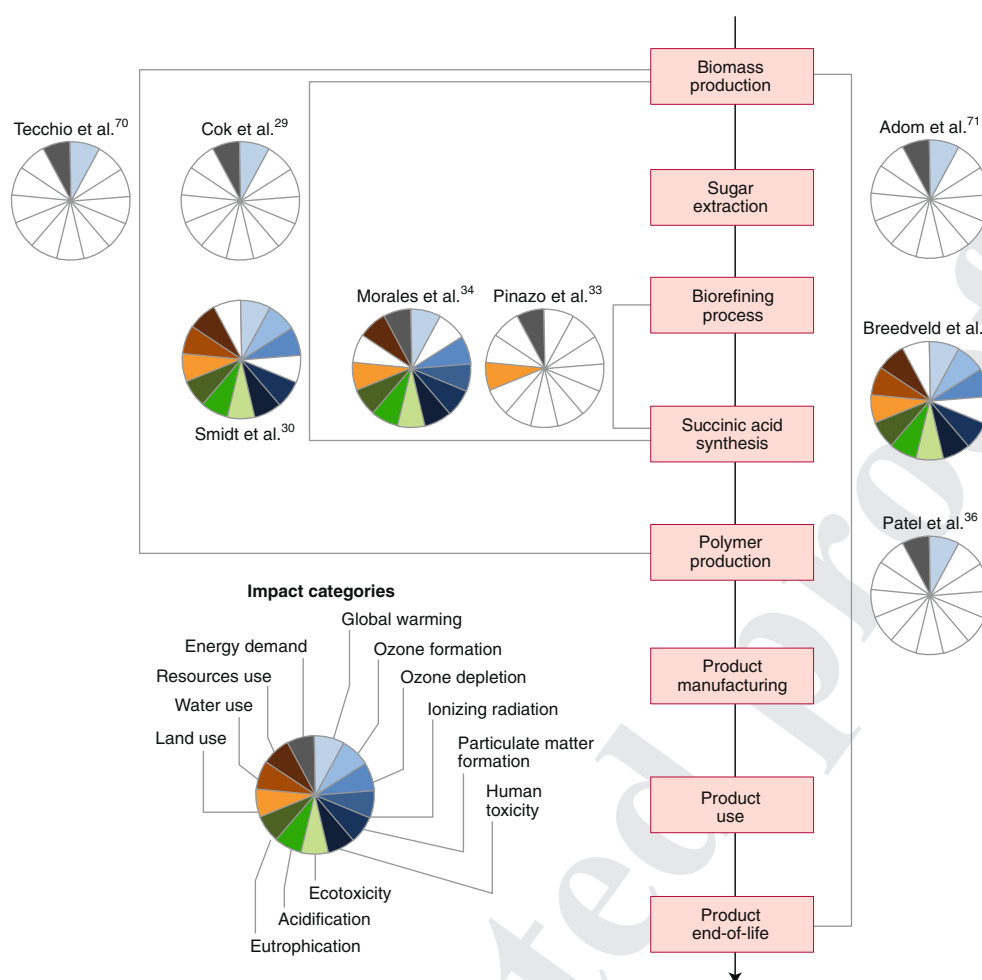 Biomass
production
Tecchio et al.70
Cok et al.29
Adom et al.71
Sugar
extraction
Morales et al.34
Pinazo et al.33
Biorefining
process
Breedveld et al.
Smidt et al.30
Succinic acid
synthesis
Patel et al.36
Polymer
production
Impact categories
Global warming
Energy demand
Ozone formation
Resources use
Ozone depletion
Water use
Ionizing radiation
Land use
Particulate matter
formation
Human
toxicity
Product
manufacturing
Product
use
Ecotoxicity
Acidification
Eutrophication
Product
end-of-life